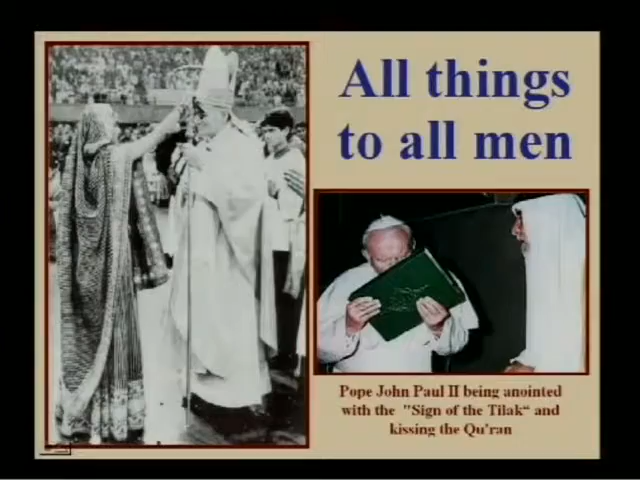 All things
to all men
Pope John Paul II being anointed
with the "Sign of the Tilak“ and
kissing the Qu'ran